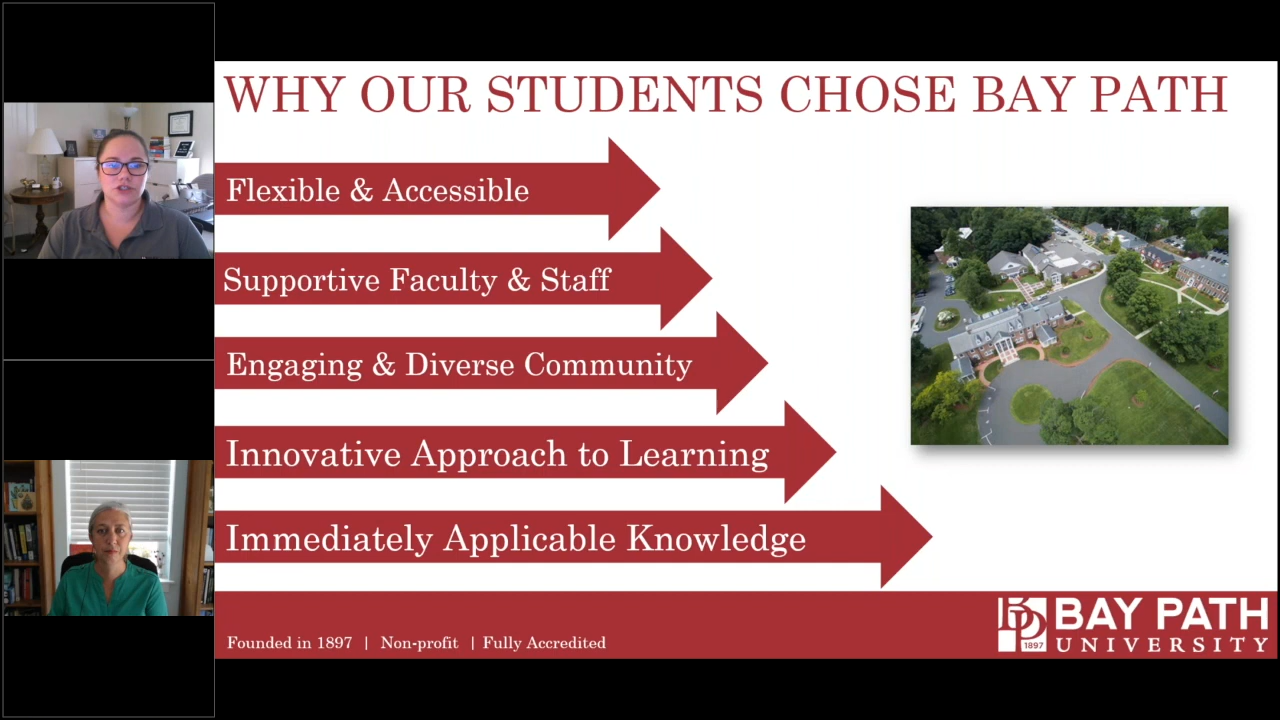 WHY OUR STUDENTS CHOSE BAY PATH
Flexible & Accessible
Supportive Faculty & Staff
Engaging & Diverse Community
Innovative Approach to Learning
Immediately Applicable Knowledge
Founded in 1897 | Non-profit | Fully Accredited
1897
BAY PATH
UNIVERSITY